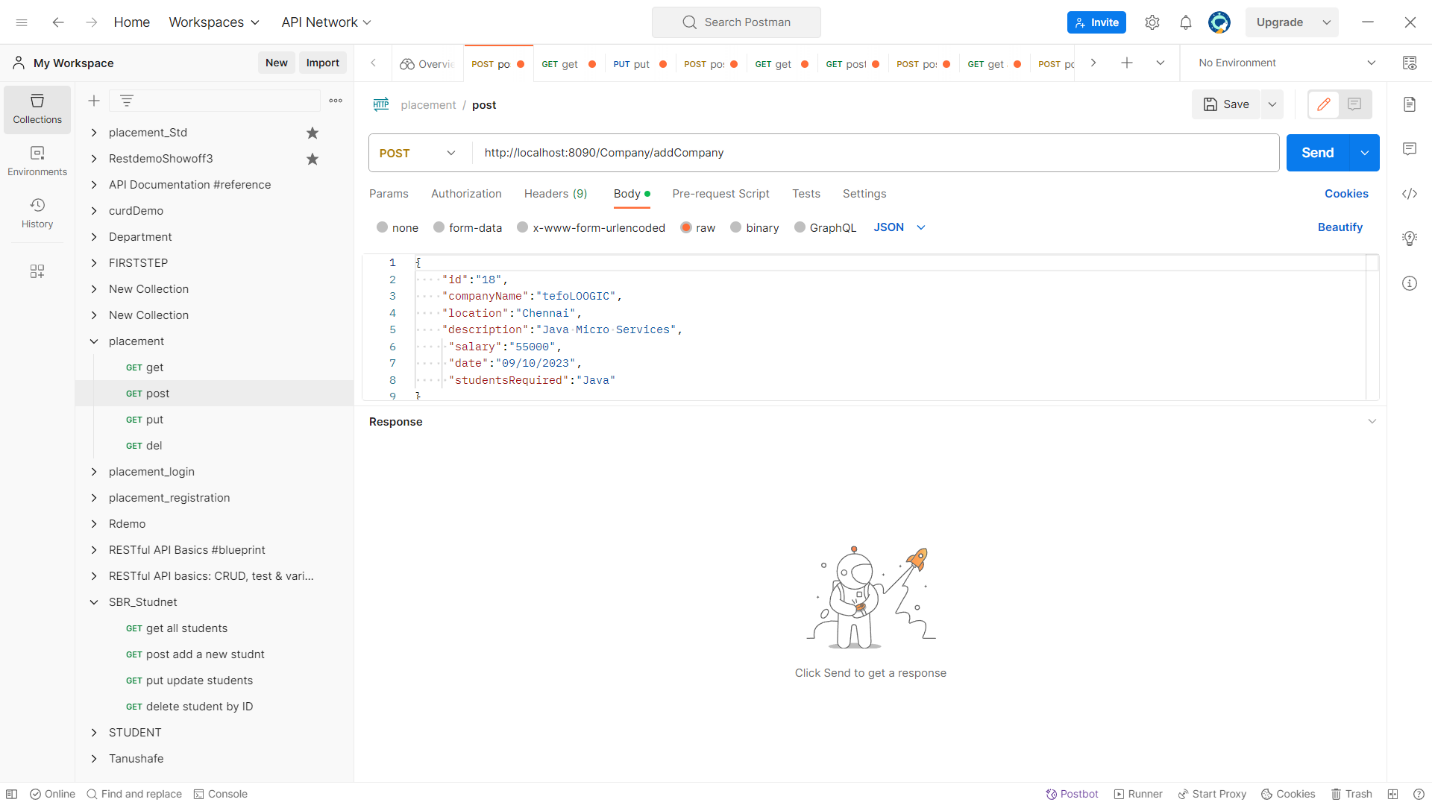 Home Workspaces API Network Search Postman Invite Upgrade
My Workspace New Import Overvie POST po GET get PUT put POST pos GET get GET post POST pos GET get POST po No Environment
Collections
Environments
History
placement_Std
RestdemoShowoff3
API Documentation #reference
curdDemo
Department
FIRSTSTEP
New Collection
New Collection
placement
GET get
GET post
GET put
GET del
placement_login
placement_registration
Rdemo
RESTful API Basics #blueprint
RESTful API basics: CRUD, test & vari...
SBR_Studnet
GET get all students
GET post add a new studnt
GET put update students
GET delete student by ID
STUDENT
Tanushafe
HTTP placement / post Save
POST http://localhost:8090/Company/addCompany Send
Params Authorization Headers (9) Body Pre-request Script Tests Settings Cookies
none form-data x-www-form-urlencoded raw binary GraphQL JSON Beautify
1 {
2 "id":"18",
3 "companyName":"tefoLOOGIC",
4 "location":"Chennai",
5 "description":"Java Micro Services",
6 "salary":"55000",
7 "date":"09/10/2023",
8 "studentsRequired":"Java"
9 }
Response
Click Send to get a response
Online Find and replace Console Postbot Runner Start Proxy Cookies Trash